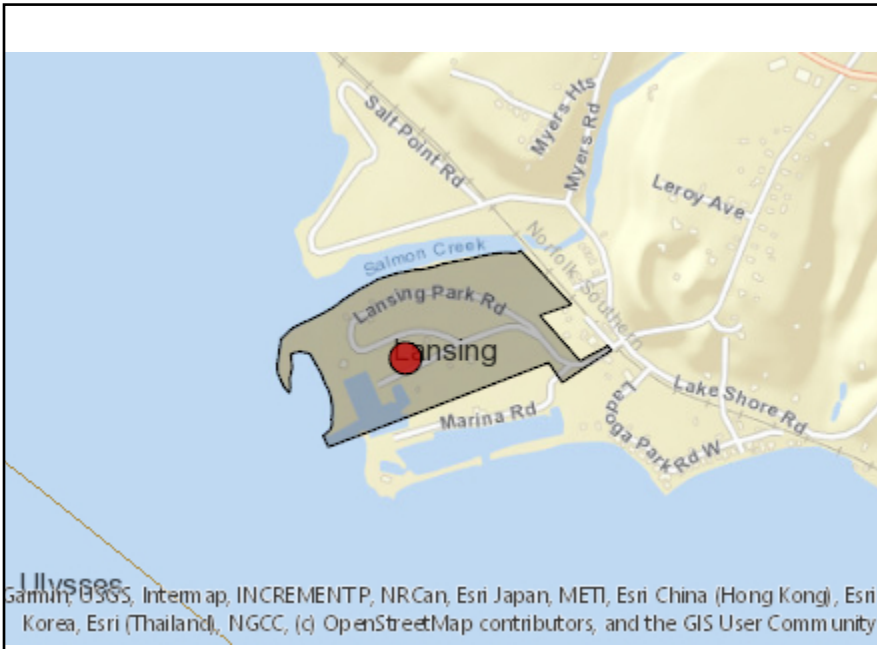 Salt Point Rd
Myers Hts
Myers Rd
Leroy Ave
Salmon Creek
Norfolk Southern
Lansing Park Rd
Lansing
Marina Rd
Lake Shore Rd
Ladoga Park Rd W
Ulysses
Garmin, USGS, Intermap, INCREMENT P, NRCan, Esri Japan, METI, Esri China (Hong Kong), Esri
Korea, Esri (Thailand), NGCC, (c) OpenStreetMap contributors, and the GIS User Community